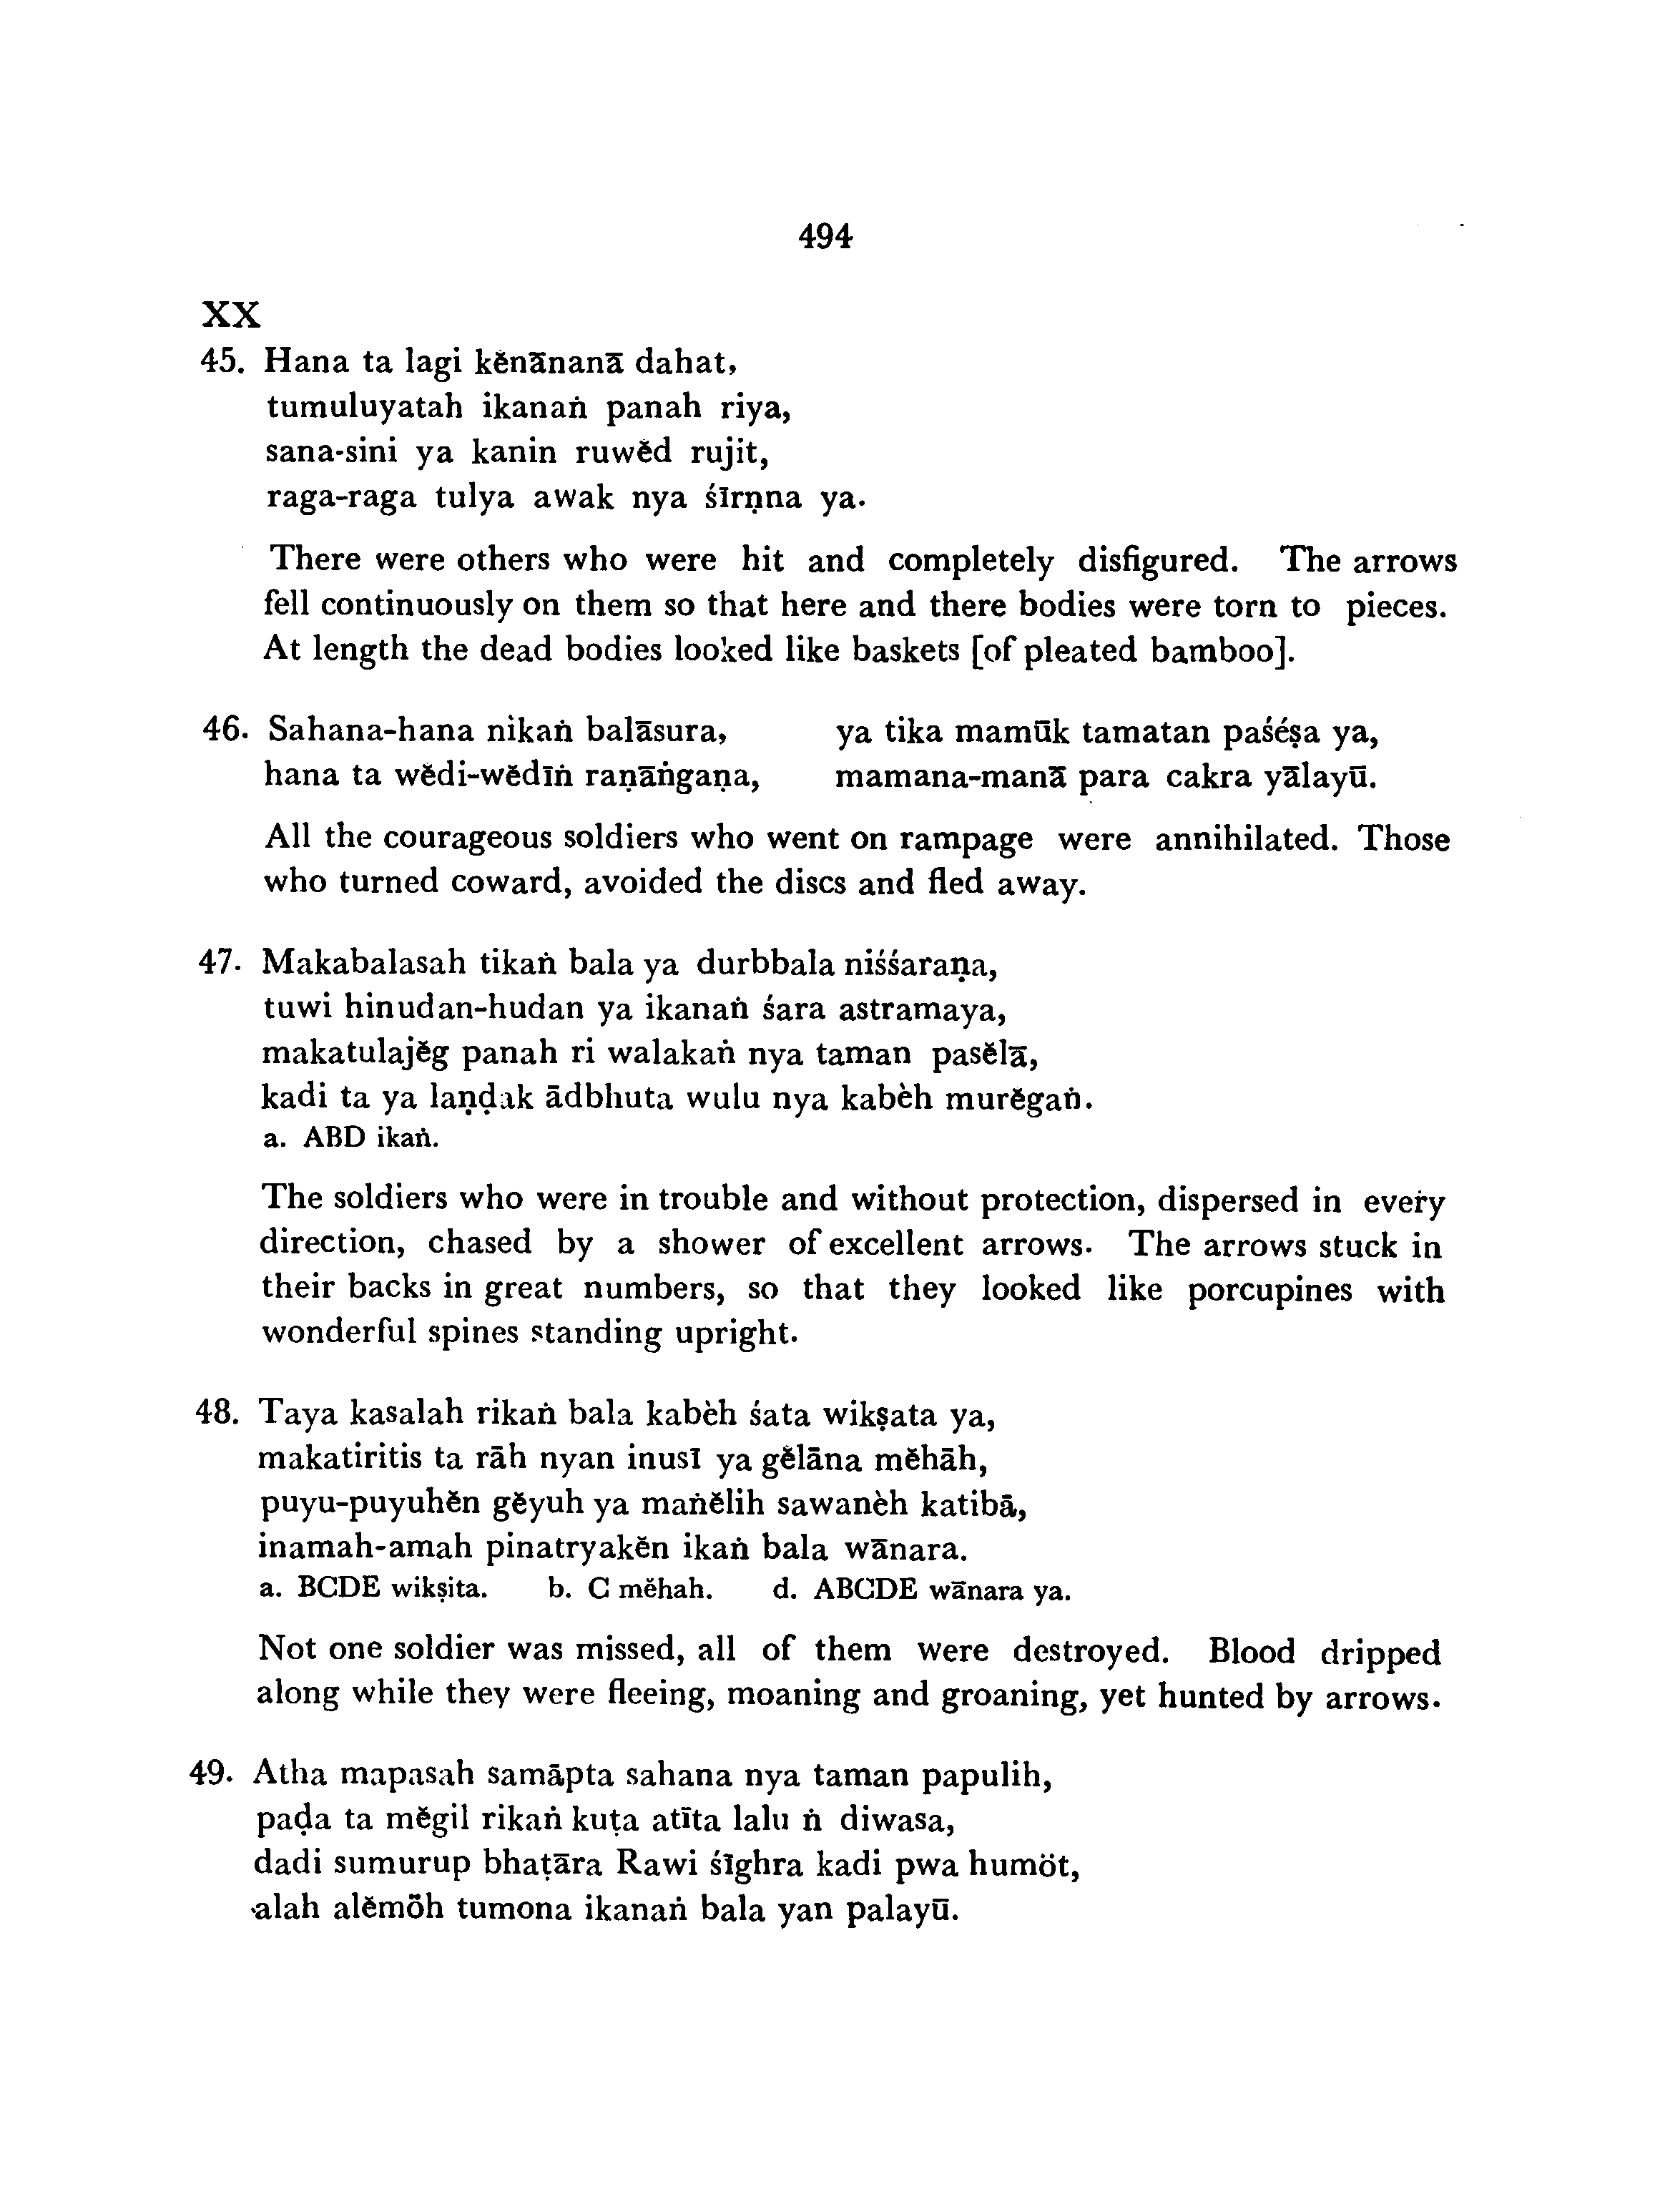 494
XX
45. Hana ta lagi kĕnānanā dahat,
tumuluyatah ikanaṅ panah riya,
sana-sini ya kanin ruwĕd rujit,
raga-raga tulya awak nya śīrṇna ya.
There were others who were hit and completely disfigured. The arrows
fell continuously on them so that here and there bodies were torn to pieces.
At length the dead bodies looked like baskets [of pleated bamboo].
46. Sahana-hana nikaṅ balāsura, ya tika mamūk tamatan paśéṣa ya,
hana ta wĕdi-wĕdīṅ raṇāṅgaṇa, mamana-manā para cakra yālayū.
All the courageous soldiers who went on rampage were annihilated. Those
who turned coward, avoided the discs and fled away.
47. Makabalasah tikaṅ bala ya durbbala niśśaraṇa,
tuwi hinudan-hudan ya ikanaṅ śara astramaya,
makatulajĕg panah ri walakaṅ nya taman pasĕlā,
kadi ta ya laṇḍak ādbhuta wulu nya kabèh murĕgaṅ.
a. ABD ikaṅ.
The soldiers who were in trouble and without protection, dispersed in every
direction, chased by a shower of excellent arrows. The arrows stuck in
their backs in great numbers, so that they looked like porcupines with
wonderful spines standing upright.
48. Taya kasalah rikaṅ bala kabèh śata wikṣata ya,
makatiritis ta rāh nyan inusī ya gĕlāna mĕhāh,
puyu-puyuhĕn gĕyuh ya maṅĕlih sawanèh katibā,
inamah-amah pinatryakĕn ikaṅ bala wānara.
a. BCDE wikṣita. b. C mĕhah. d. ABCDE wānara ya.
Not one soldier was missed, all of them were destroyed. Blood dripped
along while they were fleeing, moaning and groaning, yet hunted by arrows.
49. Atha mapasah samāpta sahana nya taman papulih,
paḍa ta mĕgil rikaṅ kuṭa atīta lalu ṅ diwasa,
dadi sumurup bhaṭāra Rawi śīghra kadi pwa humöt,
alah alĕmȫh tumona ikanaṅ bala yan palayū.